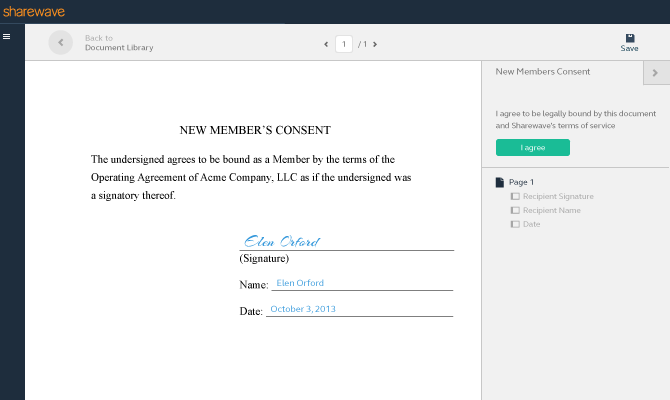 sharewave
Back to
Document Library
1 / 1
Save
NEW MEMBER'S CONSENT
The undersigned agrees to be bound as a Member by the terms of the
Operating Agreement of Acme Company, LLC as if the undersigned was
a signatory thereof.
Elen Orford
(Signature)
Name: Elen Orford
Date: October 3, 2013
New Members Consent
I agree to be legally bound by this document
and Sharewave's terms of service
I agree
Page 1
Recipient Signature
Recipient Name
Date